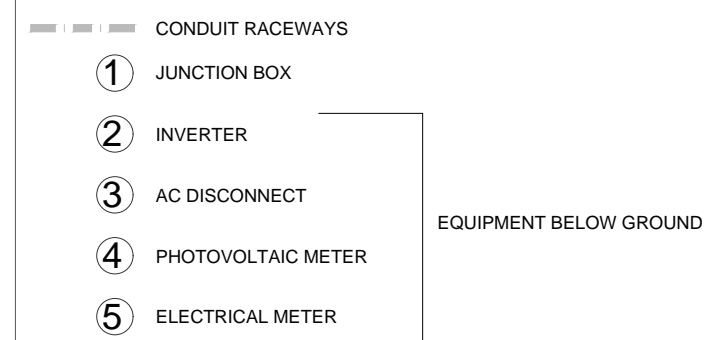 CONDUIT RACEWAYS
1 JUNCTION BOX
2 INVERTER
3 AC DISCONNECT
EQUIPMENT BELOW GROUND
4 PHOTOVOLTAIC METER
5 ELECTRICAL METER